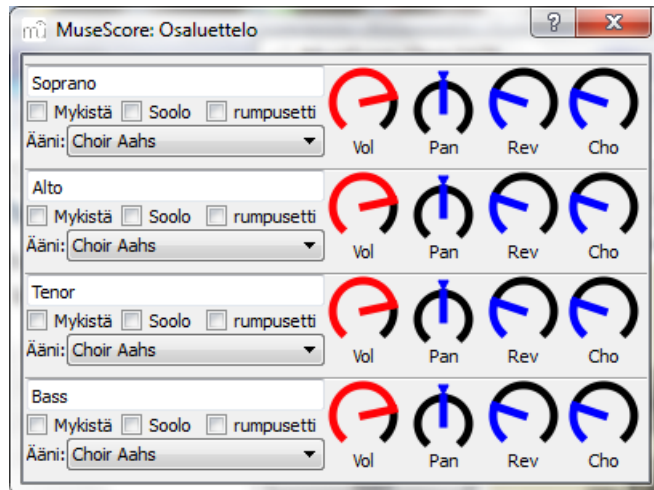 MuseScore: Osaluettelo
Soprano
Mykistä Soolo rumpusetti
Ääni: Choir Aahs
Vol Pan Rev Cho
Alto
Mykistä Soolo rumpusetti
Ääni: Choir Aahs
Vol Pan Rev Cho
Tenor
Mykistä Soolo rumpusetti
Ääni: Choir Aahs
Vol Pan Rev Cho
Bass
Mykistä Soolo rumpusetti
Ääni: Choir Aahs
Vol Pan Rev Cho